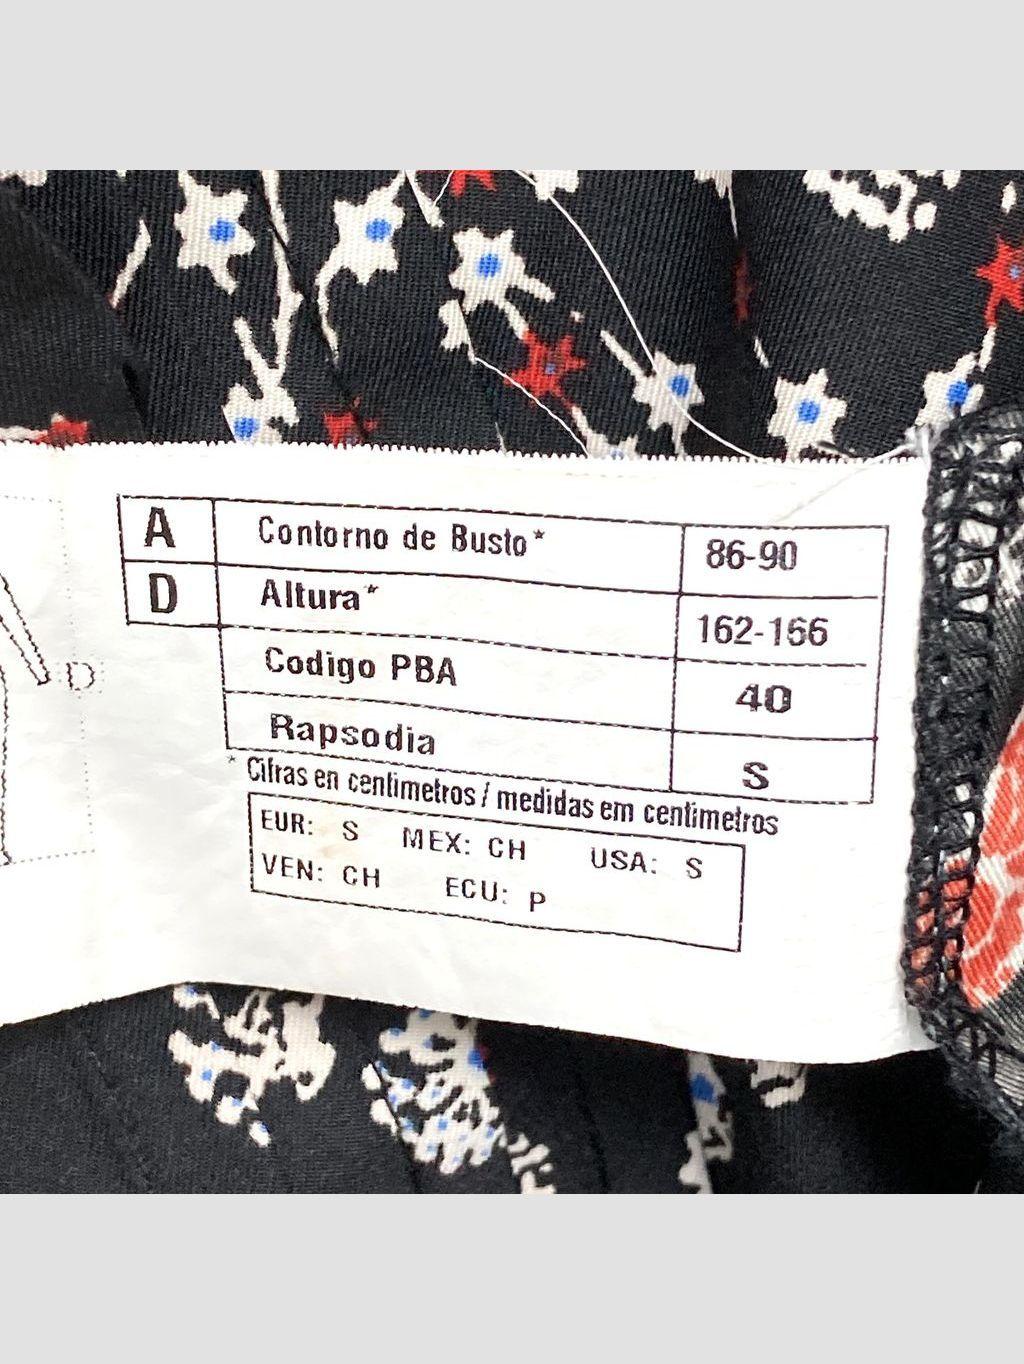 A Contorno de Busto* 86-90
D Altura* 162-166
Codigo PBA 40
Rapsodia S
* Cifras en centimetros / medidas em centimetros
EUR: S MEX: CH USA: S
VEN: CH ECU: P
D